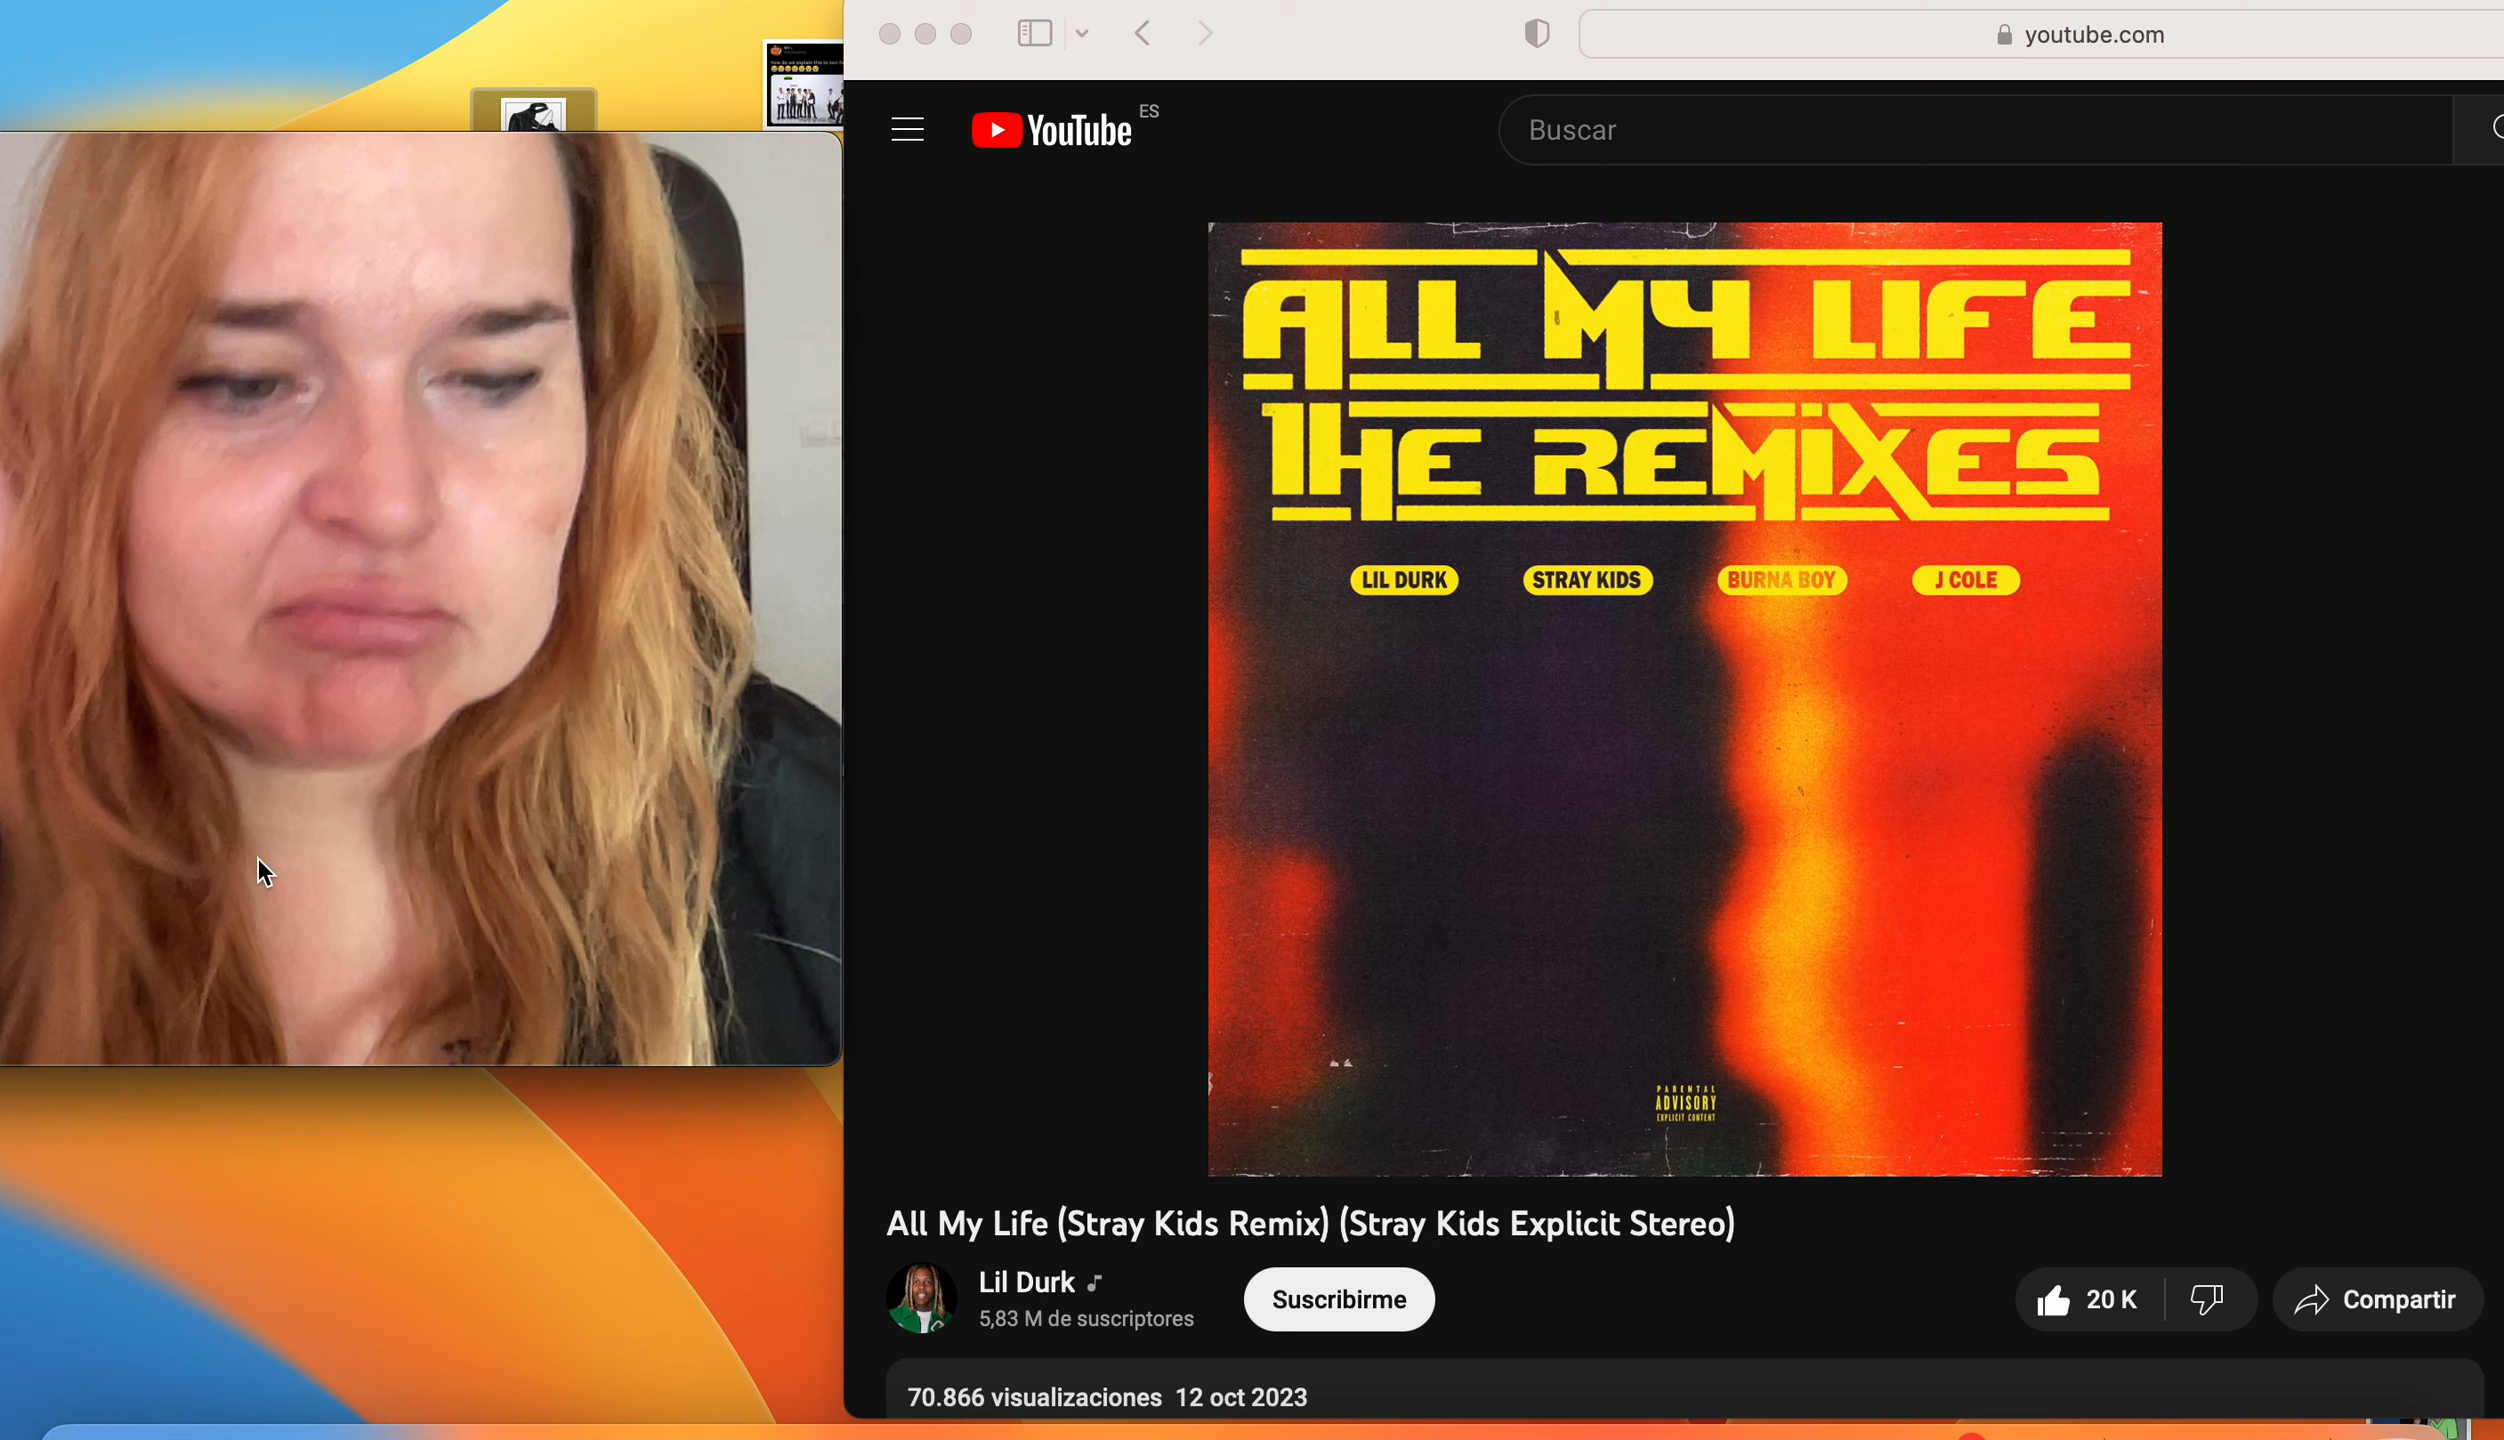 youtube.com
YouTube ES
Buscar
ALL MY LIFE
THE REMIXES
LIL DURK STRAY KIDS BURNA BOY J COLE
PARENTAL
ADVISORY
EXPLICIT CONTENT
All My Life (Stray Kids Remix) (Stray Kids Explicit Stereo)
Lil Durk
5,83 M de suscriptores
Suscribirme
20 K
Compartir
70.866 visualizaciones 12 oct 2023